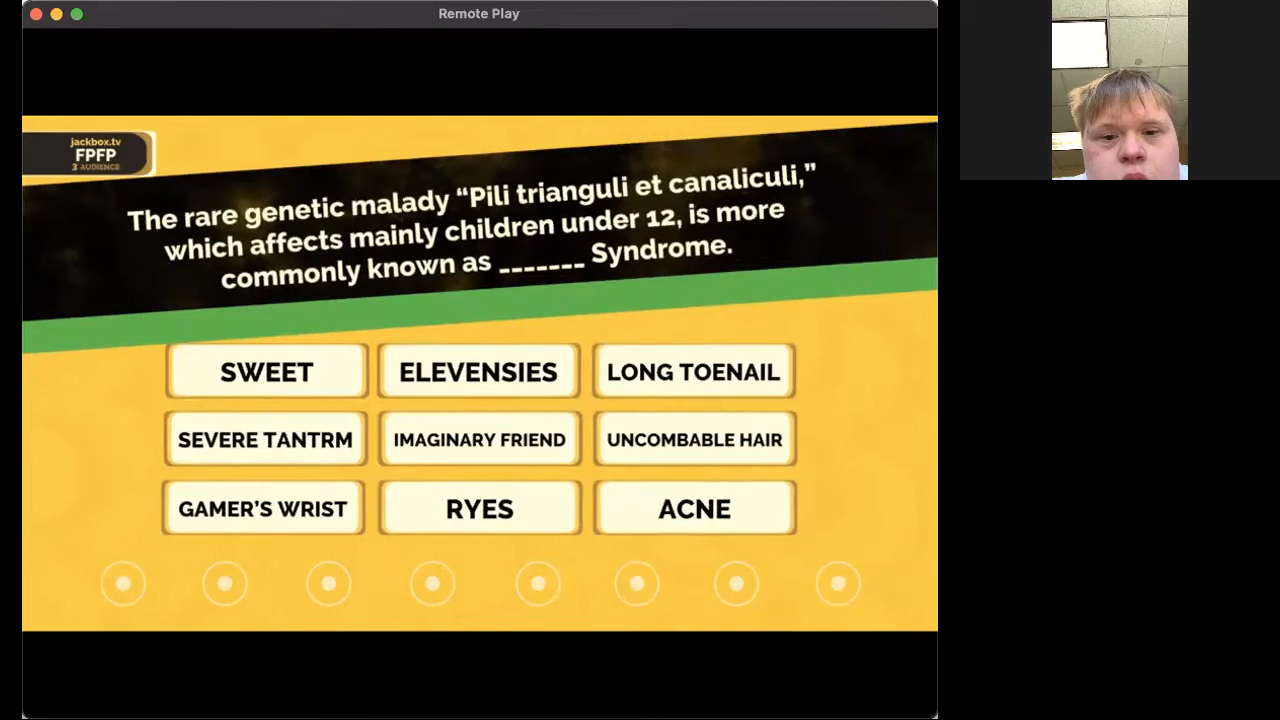 Remote Play
jackbox.tv
FPFP
3 AUDIENCE
The rare genetic malady “Pili trianguli et canaliculi,”
which affects mainly children under 12, is more
commonly known as _______ Syndrome.
SWEET
ELEVENSIES
LONG TOENAIL
SEVERE TANTRM
IMAGINARY FRIEND
UNCOMBABLE HAIR
GAMER’S WRIST
RYES
ACNE